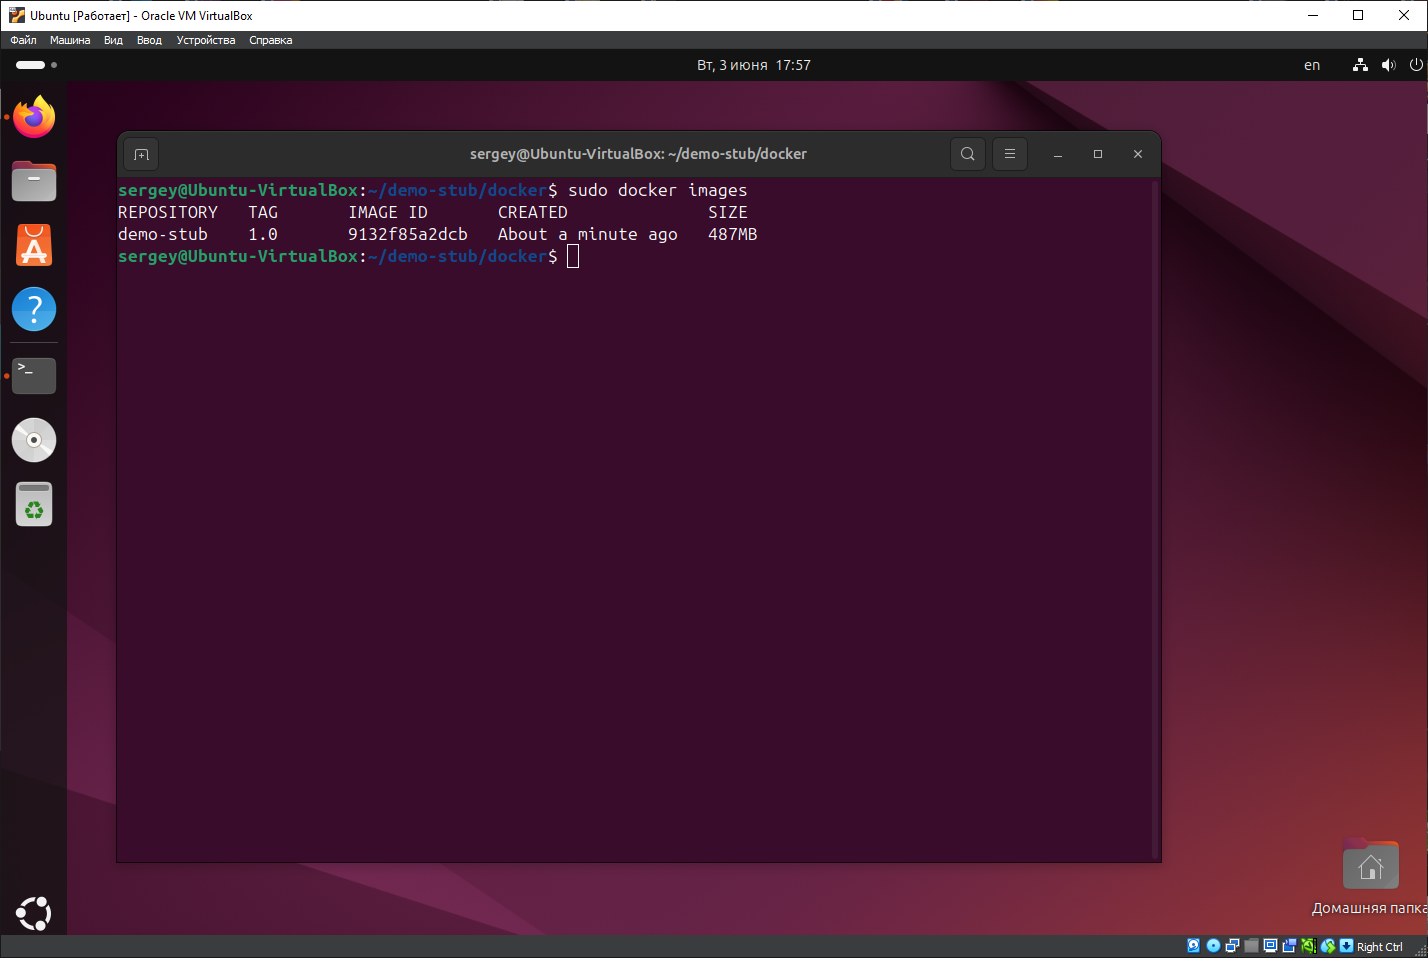 Ubuntu [Работает] - Oracle VM VirtualBox
Файл Машина Вид Ввод Устройства Справка
Вт, 3 июня 17:57
en
sergey@Ubuntu-VirtualBox: ~/demo-stub/docker
sergey@Ubuntu-VirtualBox:~/demo-stub/docker$ sudo docker images
REPOSITORY TAG IMAGE ID CREATED SIZE
demo-stub 1.0 9132f85a2dcb About a minute ago 487MB
sergey@Ubuntu-VirtualBox:~/demo-stub/docker$
Домашняя папка
Right Ctrl